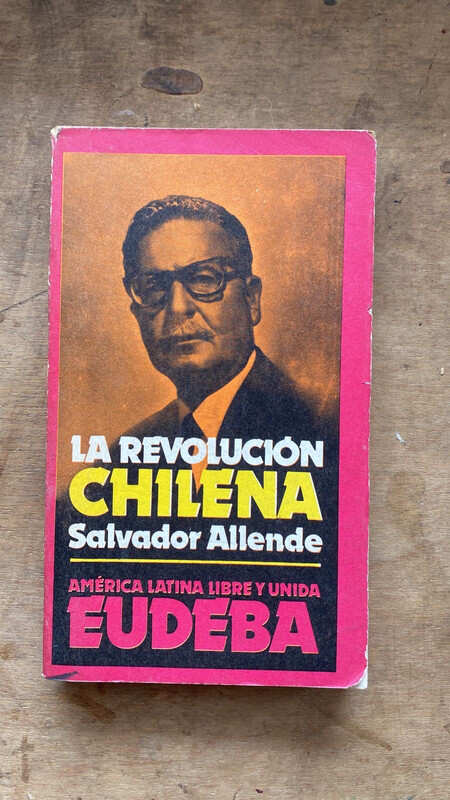 LA REVOLUCIÓN
CHILENA
Salvador Allende
AMÉRICA LATINA LIBRE Y UNIDA
EUDEBA